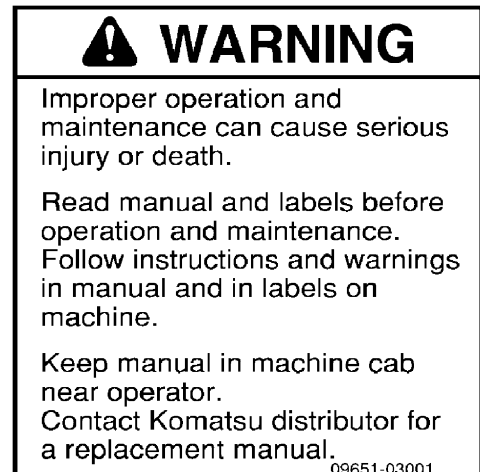 WARNING
Improper operation and
maintenance can cause serious
injury or death.
Read manual and labels before
operation and maintenance.
Follow instructions and warnings
in manual and in labels on
machine.
Keep manual in machine cab
near operator.
Contact Komatsu distributor for
a replacement manual.
09651-03001